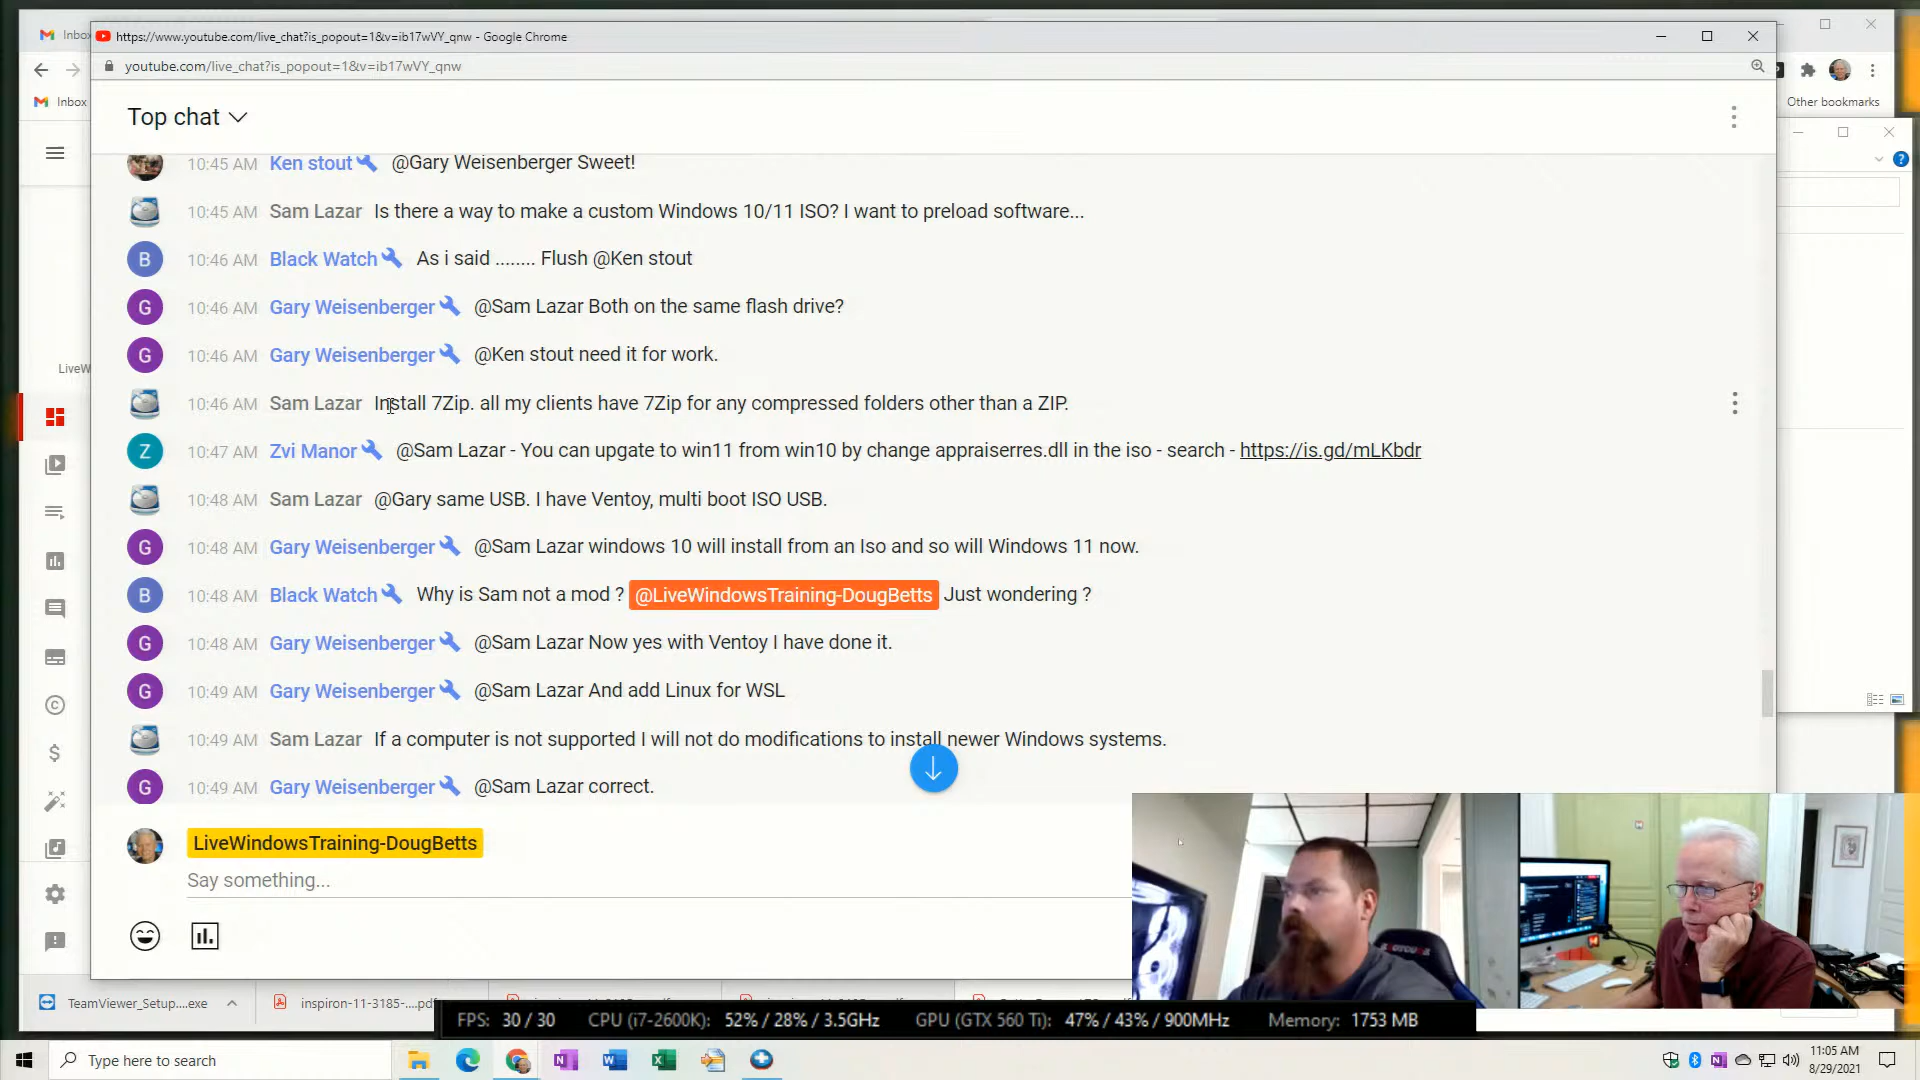 Inbo
https://www.youtube.com/live_chat?is_popout=1&v=ib17wVY_qnw - Google Chrome
youtube.com/live_chat?is_popout=1&v=ib17wVY_qnw
Inbox
Other bookmarks
Top chat
10:45 AM Ken stout @Gary Weisenberger Sweet!
10:45 AM Sam Lazar Is there a way to make a custom Windows 10/11 ISO? I want to preload software...
B 10:46 AM Black Watch As i said ........ Flush @Ken stout
G 10:46 AM Gary Weisenberger @Sam Lazar Both on the same flash drive?
G 10:46 AM Gary Weisenberger @Ken stout need it for work.
10:46 AM Sam Lazar Install 7Zip. all my clients have 7Zip for any compressed folders other than a ZIP.
Z 10:47 AM Zvi Manor @Sam Lazar - You can upgate to win11 from win10 by change appraiserres.dll in the iso - search - https://is.gd/mLKbdr
10:48 AM Sam Lazar @Gary same USB. I have Ventoy, multi boot ISO USB.
G 10:48 AM Gary Weisenberger @Sam Lazar windows 10 will install from an Iso and so will Windows 11 now.
B 10:48 AM Black Watch Why is Sam not a mod ? @LiveWindowsTraining-DougBetts Just wondering ?
G 10:48 AM Gary Weisenberger @Sam Lazar Now yes with Ventoy I have done it.
G 10:49 AM Gary Weisenberger @Sam Lazar And add Linux for WSL
10:49 AM Sam Lazar If a computer is not supported I will not do modifications to install newer Windows systems.
G 10:49 AM Gary Weisenberger @Sam Lazar correct.
LiveW
LiveWindowsTraining-DougBetts
Say something...
TeamViewer_Setup....exe
inspiron-11-3185-....pdf
FPS: 30 / 30 CPU (i7-2600K): 52% / 28% / 3.5GHz GPU (GTX 560 Ti): 47% / 43% / 900MHz Memory: 1753 MB
Type here to search
11:05 AM
8/29/2021